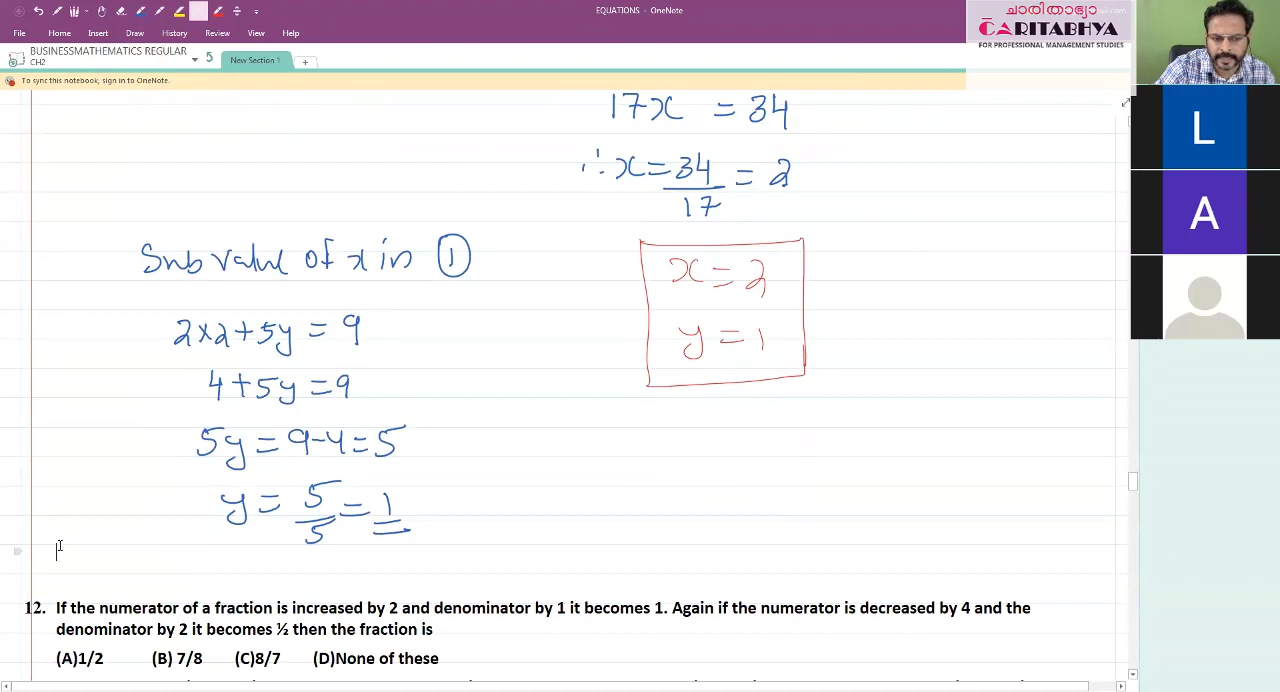 EQUATIONS - OneNote
File Home Insert Draw History Review View Help
BUSINESSMATHEMATICS REGULAR
CH2
New Section 1
To sync this notebook, sign in to OneNote.
ചാരിതാഭ്യാ
CARITABHYA
FOR PROFESSIONAL MANAGEMENT STUDIES
L
A
17x = 34
∴x = 34/17 = 2
Sub value of x in ①
x = 2
y = 1
2×2+5y = 9
4+5y = 9
5y = 9-4 = 5
y = 5/5 = 1
12. If the numerator of a fraction is increased by 2 and denominator by 1 it becomes 1. Again if the numerator is decreased by 4 and the
denominator by 2 it becomes ½ then the fraction is
(A)1/2 (B) 7/8 (C)8/7 (D)None of these